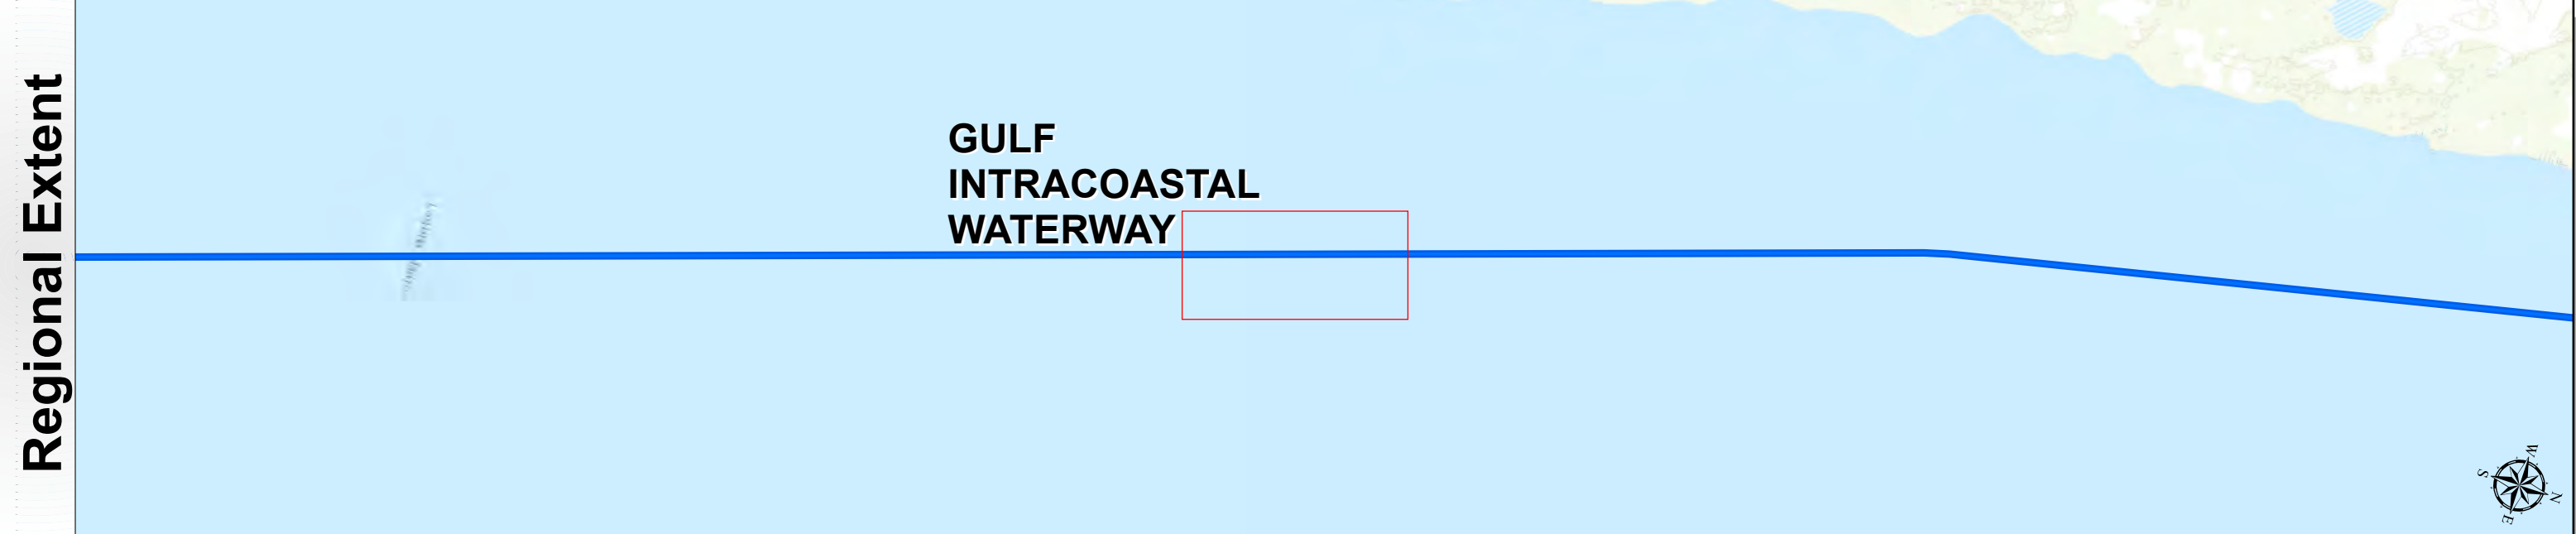 Regional Extent
GULF
INTRACOASTAL
WATERWAY
W
S
N
E